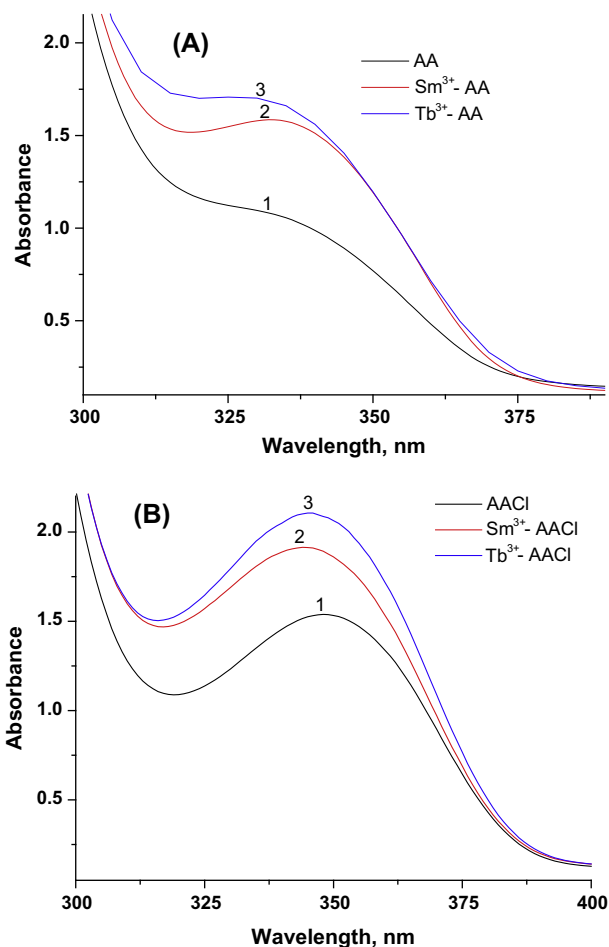 (A)
AA
Sm³⁺- AA
Tb³⁺- AA
3
2
1
2.0
1.5
1.0
0.5
Absorbance
300 325 350 375
Wavelength, nm
(B)
AACl
Sm³⁺- AACl
Tb³⁺- AACl
3
2
1
2.0
1.5
1.0
0.5
Absorbance
300 325 350 375 400
Wavelength, nm